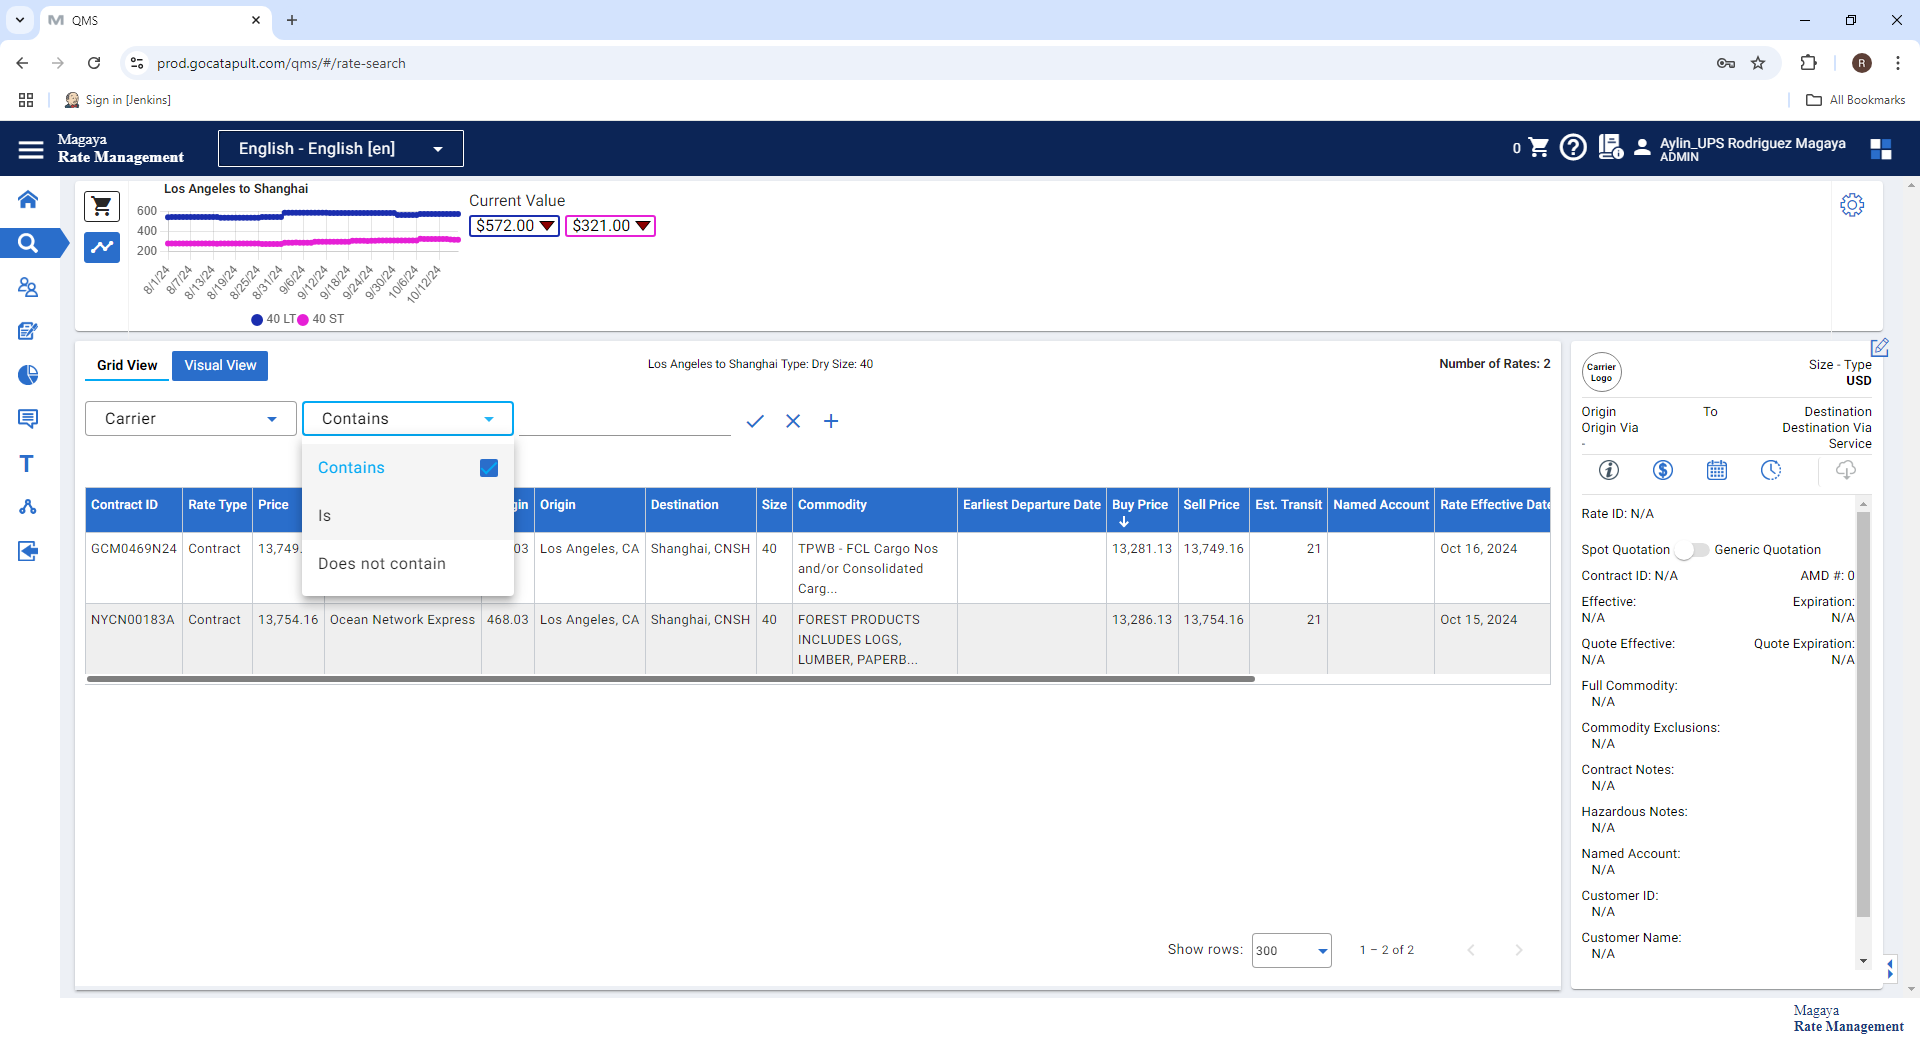 QMS
prod.gocatapult.com/qms/#/rate-search
R
Sign in [Jenkins]
All Bookmarks
Magaya
Rate Management
English - English [en]
0
Aylin_UPS Rodriguez Magaya
ADMIN
Los Angeles to Shanghai
600
400
200
8/1/24 8/7/24 8/13/24 8/19/24 8/25/24 8/31/24 9/6/24 9/12/24 9/18/24 9/24/24 9/30/24 10/6/24 10/12/24
40 LT 40 ST
Current Value
$572.00 $321.00
Grid View Visual View
Los Angeles to Shanghai Type: Dry Size: 40
Number of Rates: 2
Carrier
Contains
Contains
Is
Does not contain
Contract ID Rate Type Price in Origin Destination Size Commodity Earliest Departure Date Buy Price Sell Price Est. Transit Named Account Rate Effective Date
GCM0469N24 Contract 13,749. 03 Los Angeles, CA Shanghai, CNSH 40 TPWB - FCL Cargo Nos 13,281.13 13,749.16 21 Oct 16, 2024
and/or Consolidated
Carg...
NYCN00183A Contract 13,754.16 Ocean Network Express 468.03 Los Angeles, CA Shanghai, CNSH 40 FOREST PRODUCTS 13,286.13 13,754.16 21 Oct 15, 2024
INCLUDES LOGS,
LUMBER, PAPERB...
Show rows: 300 1 – 2 of 2
Carrier
Logo
Size - Type
USD
Origin To Destination
Origin Via Destination Via
- Service
Rate ID: N/A
Spot Quotation Generic Quotation
Contract ID: N/A AMD #: 0
Effective: Expiration:
N/A N/A
Quote Effective: Quote Expiration:
N/A N/A
Full Commodity:
N/A
Commodity Exclusions:
N/A
Contract Notes:
N/A
Hazardous Notes:
N/A
Named Account:
N/A
Customer ID:
N/A
Customer Name:
N/A
Magaya
Rate Management